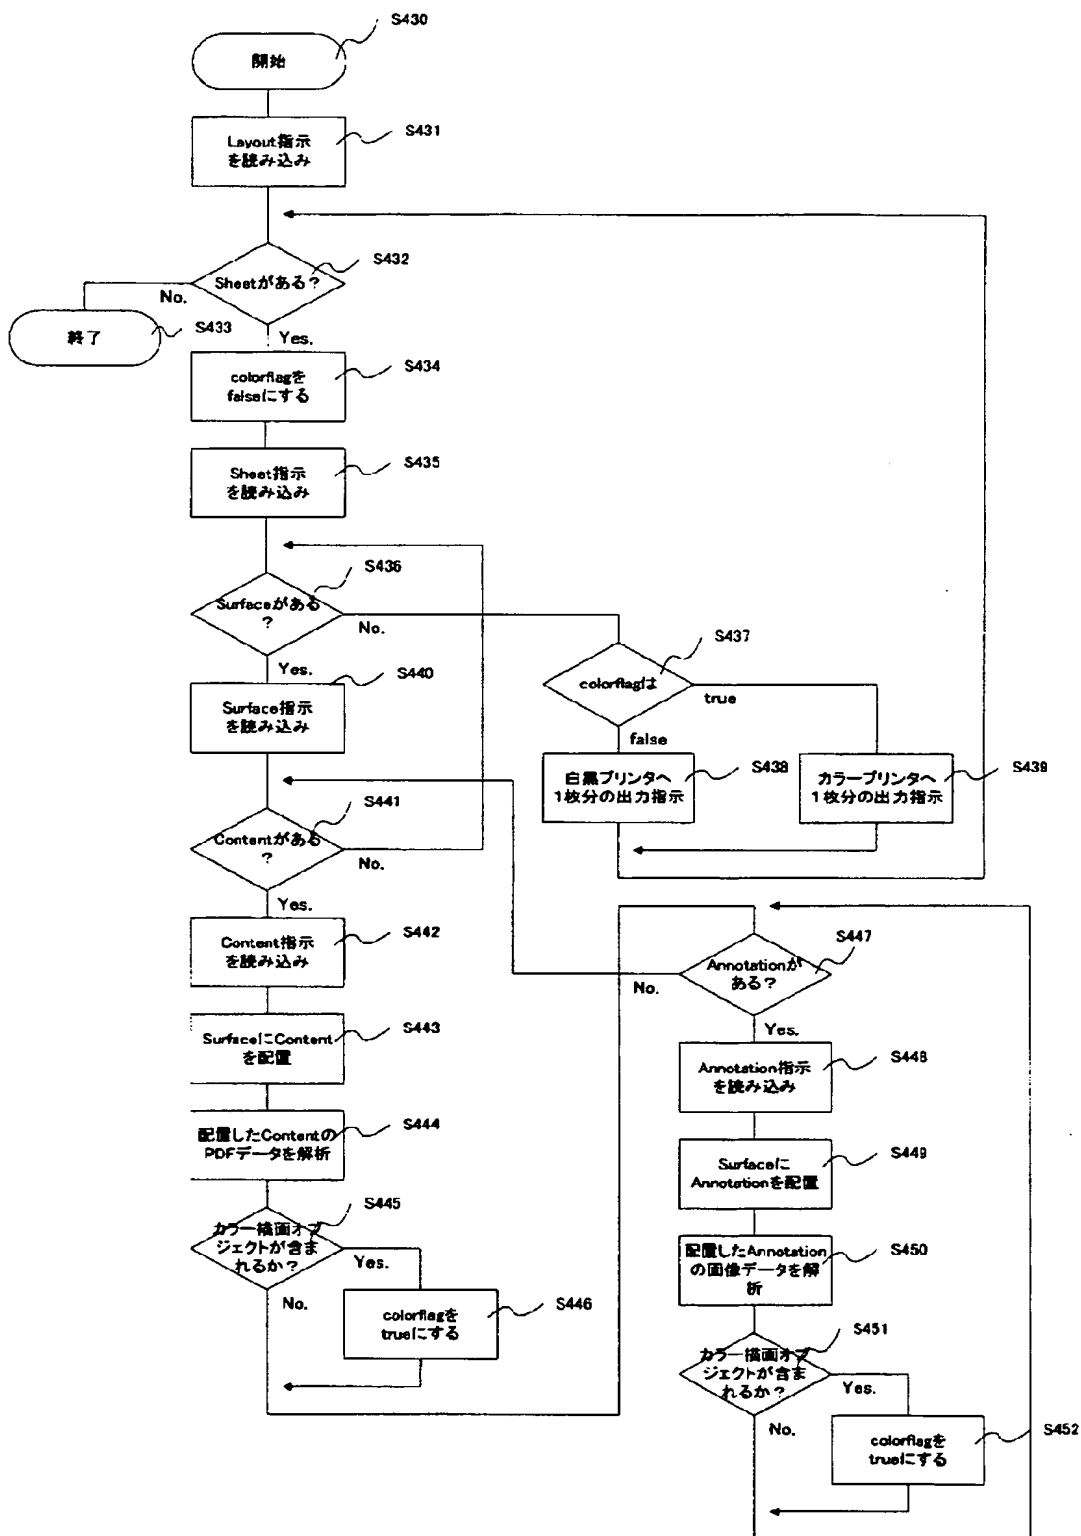 S430
開始
S431
Layout指示
を読み込み
S432
Sheetがある?
No.
Yes.
S433
終了
S434
colorflagを
falseにする
S435
Sheet指示
を読み込み
S436
Surfaceがある
?
No.
Yes.
S437
colorflagは
true
false
S438
白黒プリンタへ
1枚分の出力指示
S439
カラープリンタへ
1枚分の出力指示
S440
Surface指示
を読み込み
S441
Contentがある
?
No.
Yes.
S442
Content指示
を読み込み
S443
SurfaceにContent
を配置
S444
配置したContentの
PDFデータを解析
S445
カラー描画オブ
ジェクトが含ま
れるか?
Yes.
No.
S446
colorflagを
trueにする
S447
Annotationが
ある?
No.
Yes.
S448
Annotation指示
を読み込み
S449
Surfaceに
Annotationを配置
S450
配置したAnnotation
の画像データを解
析
S451
カラー描画オブ
ジェクトが含ま
れるか?
Yes.
No.
S452
colorflagを
trueにする